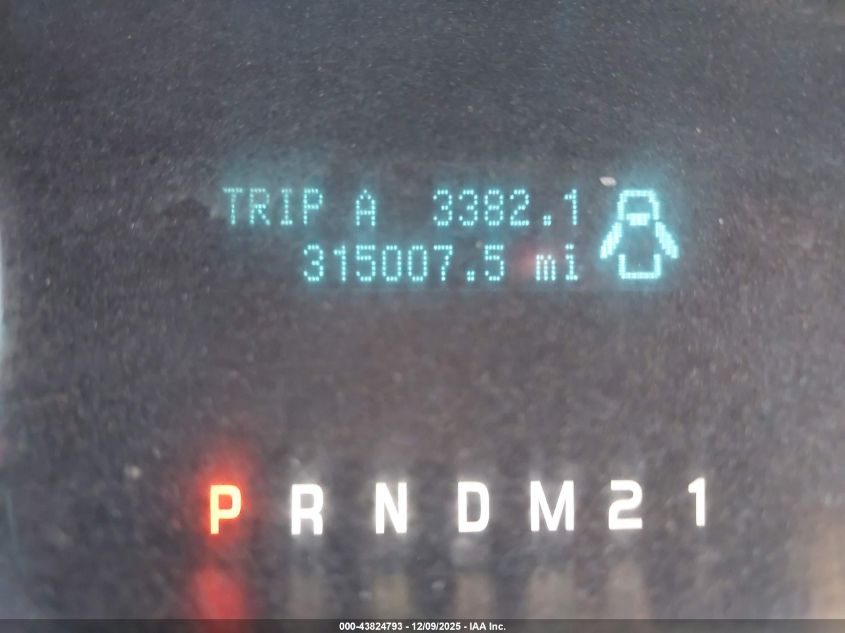 TRIP A 3382.1
315007.5 mi
P R N D M 2 1
000-43824793 - 12/09/2025 - IAA Inc.